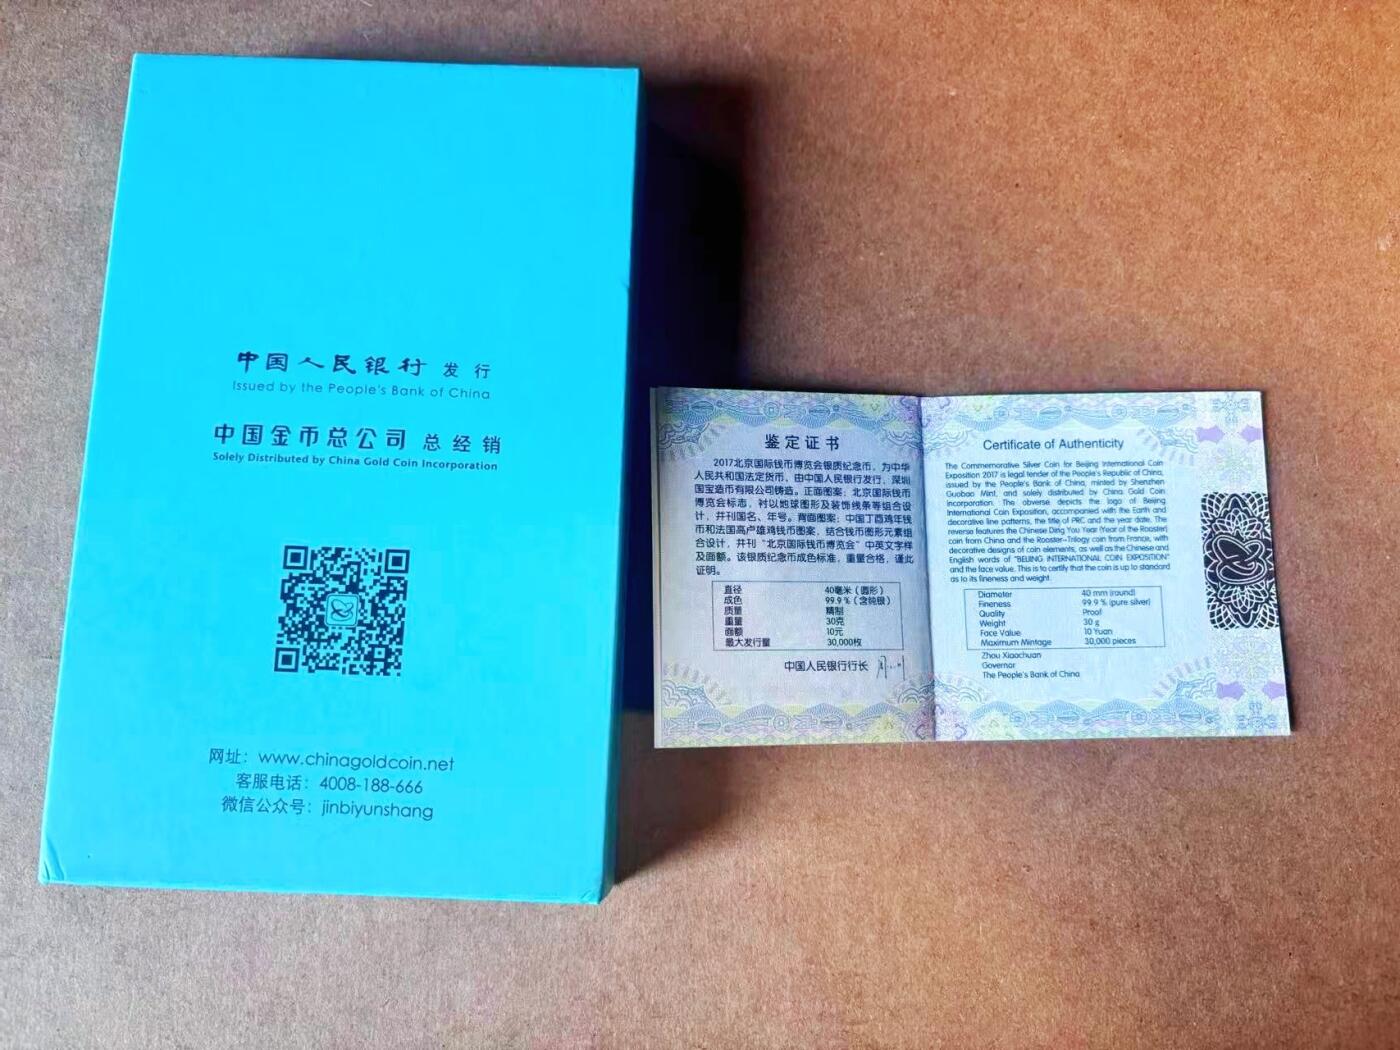 中国人民银行 发行
Issued by the People's Bank of China
中国金币总公司 总经销
Solely Distributed by China Gold Coin Incorporation
网址：www.chinagoldcoin.net
客服电话：4008-188-666
微信公众号：jinbiyunshang
鉴定证书
2017北京国际钱币博览会银质纪念币，为中华
人民共和国法定货币，由中国人民银行发行，深圳
国宝造币有限公司铸造。正面图案：北京国际钱币
博览会标志，衬以地球图形及装饰线条等组合设
计，并刊国名、年号。背面图案：中国丁酉鸡年钱
币和法国高卢雄鸡钱币图案，结合钱币图形元素组
合设计，并刊“北京国际钱币博览会”中英文字样
及面额。该银质纪念币成色标准，重量合格，谨此
证明。
直径 40毫米（圆形）
成色 99.9％（含纯银）
质量 精制
重量 30克
面额 10元
最大发行量 30,000枚
中国人民银行行长
Certificate of Authenticity
The Commemorative Silver Coin for Beijing International Coin
Exposition 2017 is legal tender of the People's Republic of China,
issued by the People's Bank of China, minted by Shenzhen
Guobao Mint, and solely distributed by China Gold Coin
Incorporation. The obverse depicts the logo of Beijing
International Coin Exposition, accompanied with the Earth and
decorative line patterns, the title of PRC and the year date. The
reverse features the Chinese Ding You Year (Year of the Rooster)
coin from China and the Rooster-Trilogy coin from France, with
decorative designs of coin elements, as well as the Chinese and
English words of "BEIJING INTERNATIONAL COIN EXPOSITION"
and the face value. This is to certify that the coin is up to standard
as to its fineness and weight.
Diameter 40 mm (round)
Fineness 99.9 % (pure silver)
Quality Proof
Weight 30 g
Face Value 10 Yuan
Maximum Mintage 30,000 pieces
Zhou Xiaochuan
Governor
The People's Bank of China